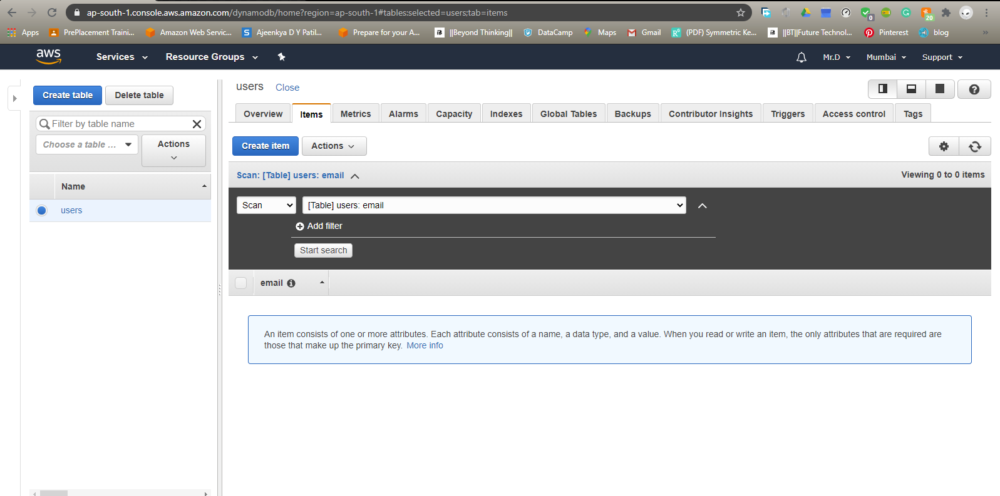 ap-south-1.console.aws.amazon.com/dynamodb/home?region=ap-south-1#tables:selected=users;tab=items
0
20
Apps PrePlacement Traini... Amazon Web Servic... S Ajeenkya D Y Patil... Prepare for your A... ||Beyond Thinking|| DataCamp Maps Gmail (PDF) Symmetric Ke... ||BT||Future Technol... Pinterest blog »
aws Services Resource Groups Mr.D Mumbai Support
users Close
Create table Delete table
Overview Items Metrics Alarms Capacity Indexes Global Tables Backups Contributor Insights Triggers Access control Tags
Filter by table name
Choose a table ... Actions
Create item Actions
Scan: [Table] users: email Viewing 0 to 0 items
Name
users
Scan [Table] users: email
Add filter
Start search
email
An item consists of one or more attributes. Each attribute consists of a name, a data type, and a value. When you read or write an item, the only attributes that are required are
those that make up the primary key. More info